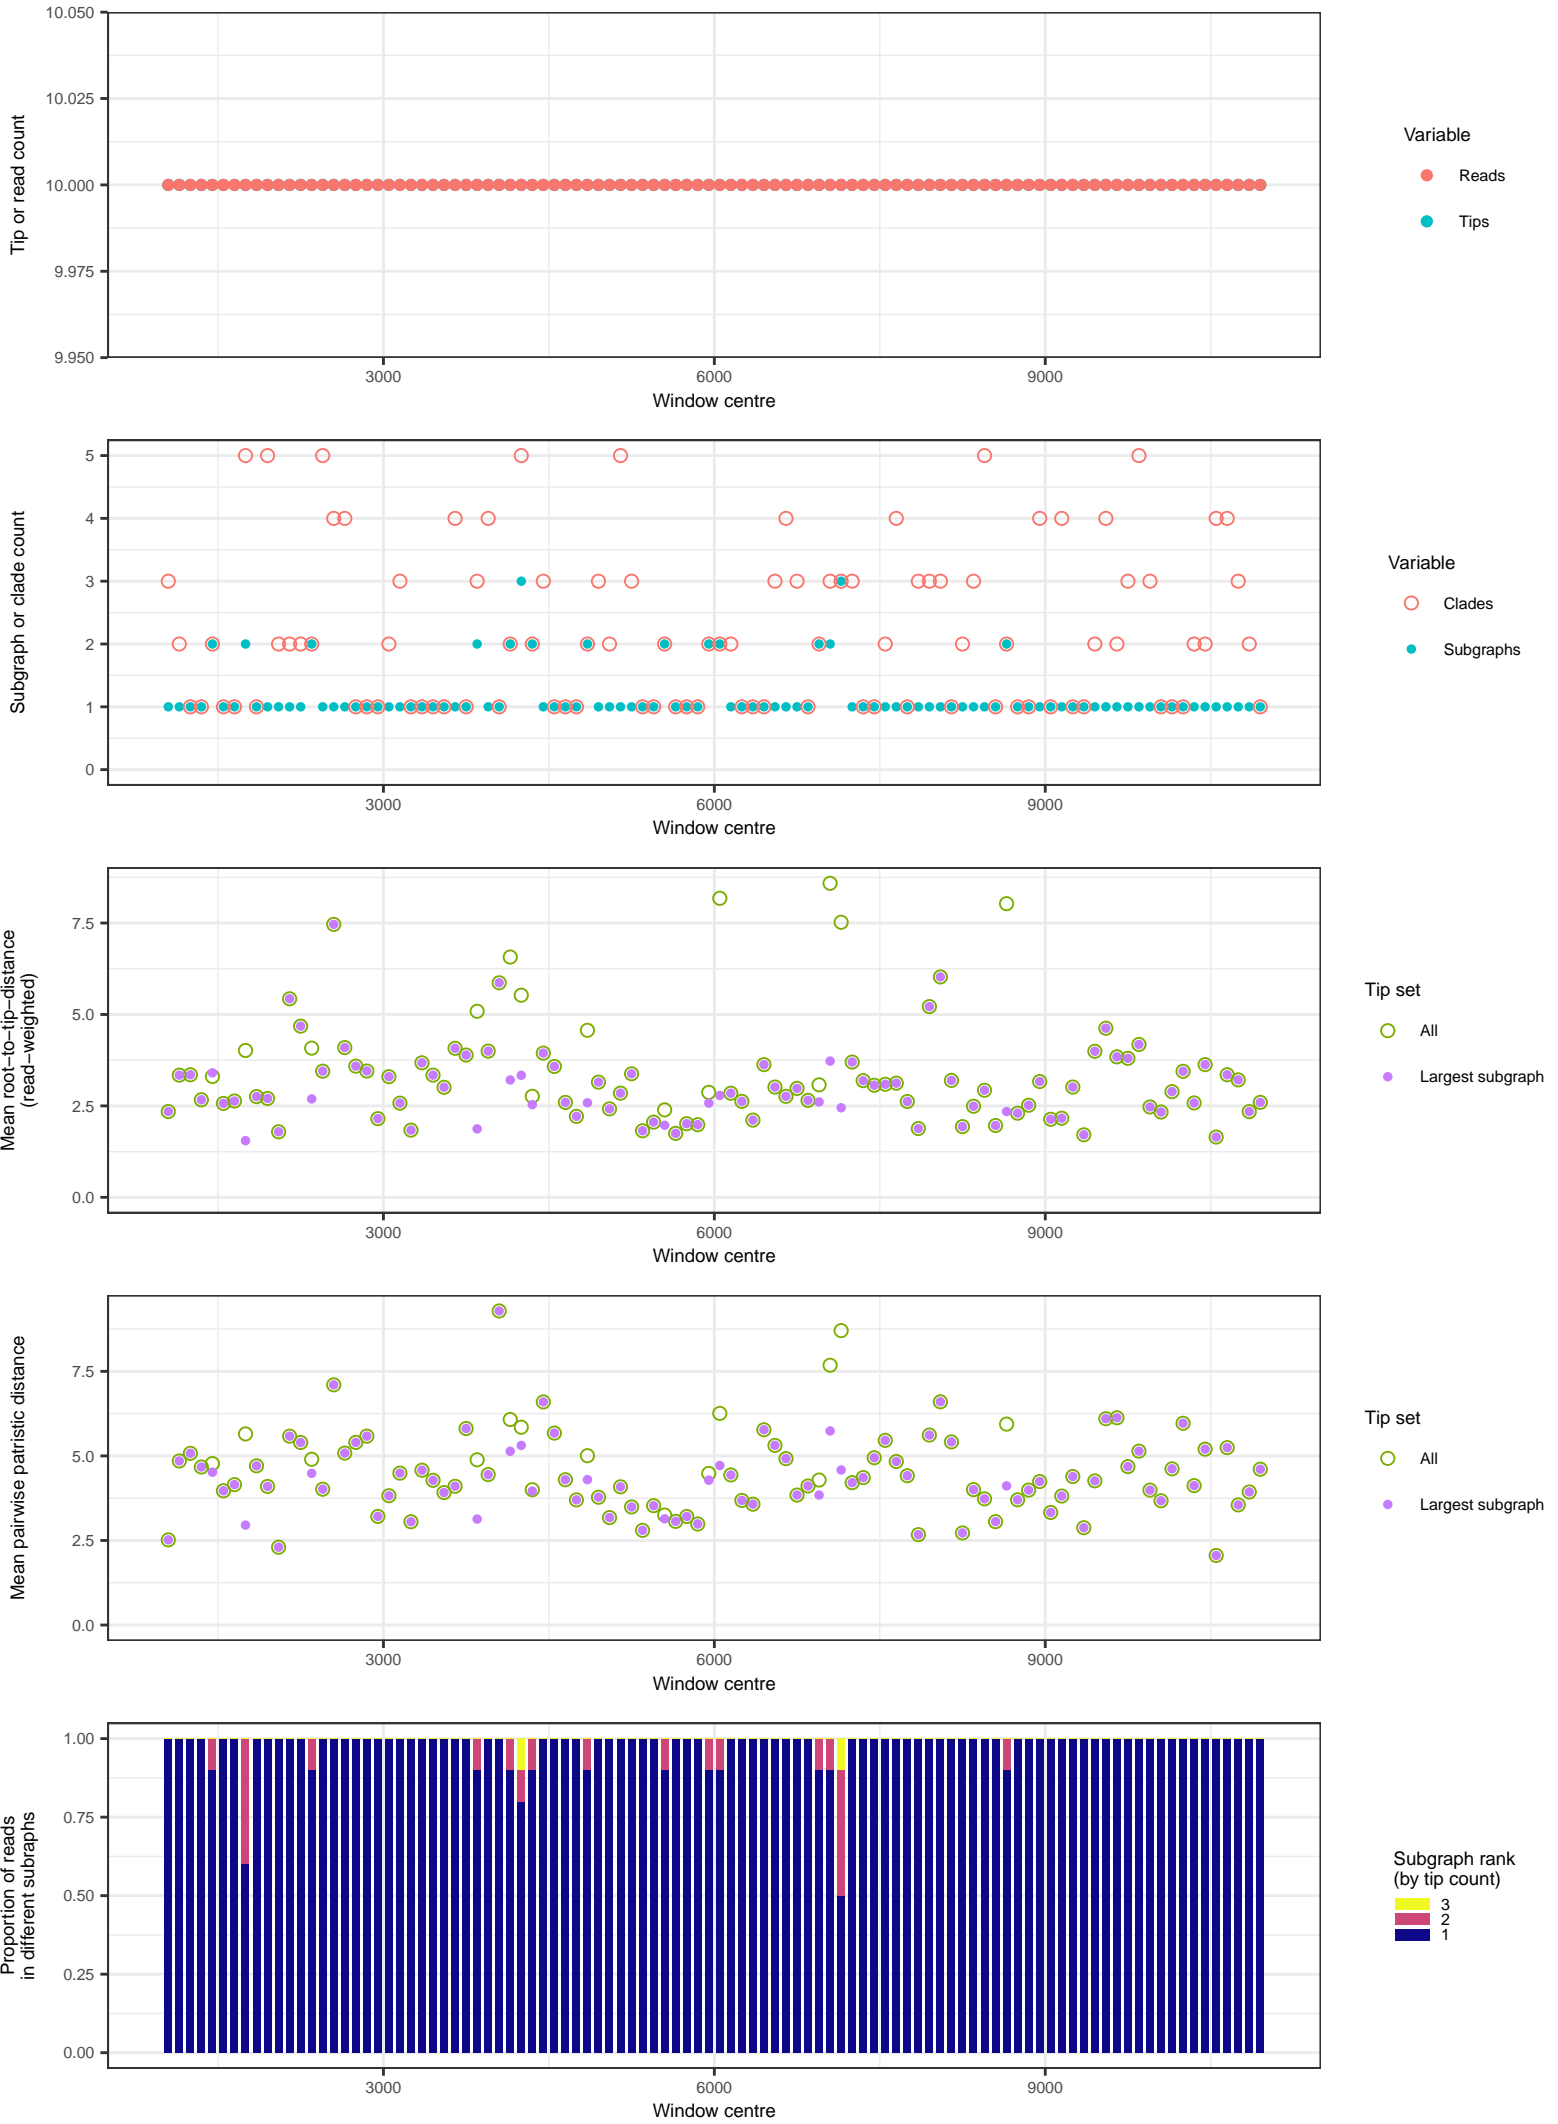 10.050
10.025
10.000
9.975
9.950
Tip or read count
3000
6000
9000
Window centre
Variable
Reads
Tips
5
4
3
2
1
0
Subgraph or clade count
3000
6000
9000
Window centre
Variable
Clades
Subgraphs
7.5
5.0
2.5
0.0
Mean root−to−tip−distance
(read−weighted)
3000
6000
9000
Window centre
Tip set
All
Largest subgraph
7.5
5.0
2.5
0.0
Mean pairwise patristic distance
3000
6000
9000
Window centre
Tip set
All
Largest subgraph
1.00
0.75
0.50
0.25
0.00
Proportion of reads
in different subraphs
3000
6000
9000
Window centre
Subgraph rank
(by tip count)
3
2
1